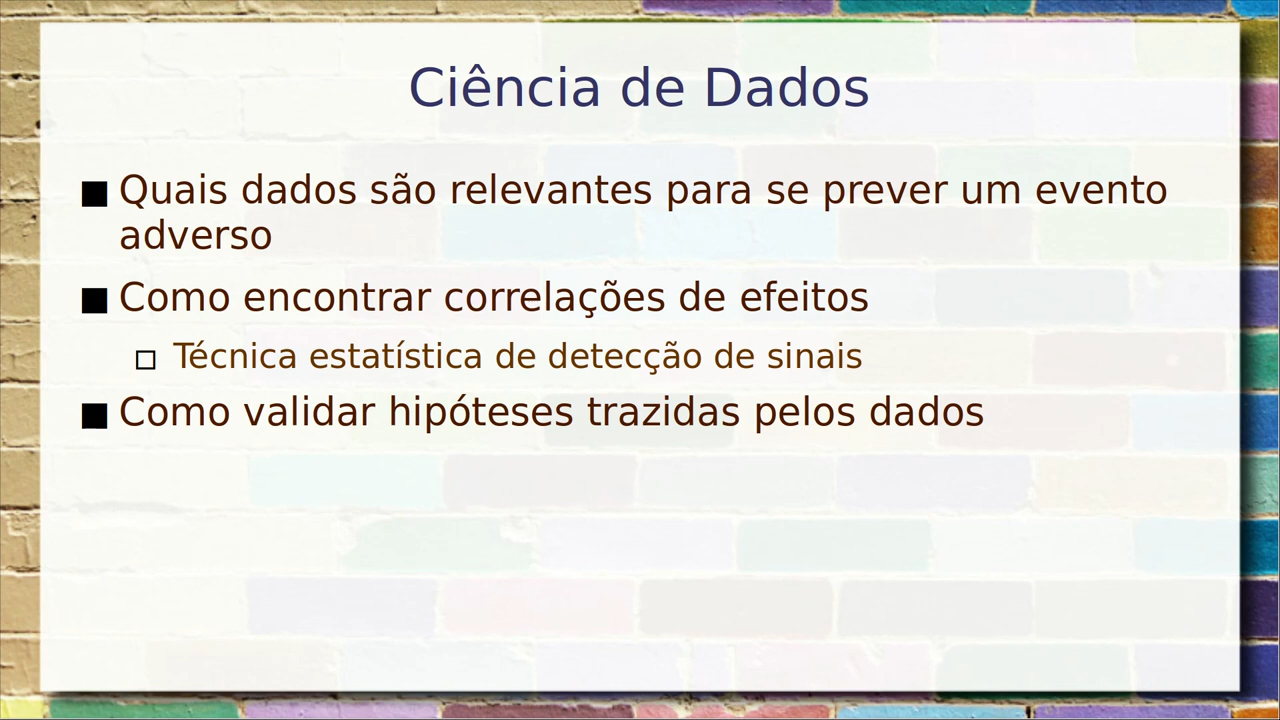 Ciência de Dados
Quais dados são relevantes para se prever um evento
adverso
Como encontrar correlações de efeitos
Técnica estatística de detecção de sinais
Como validar hipóteses trazidas pelos dados